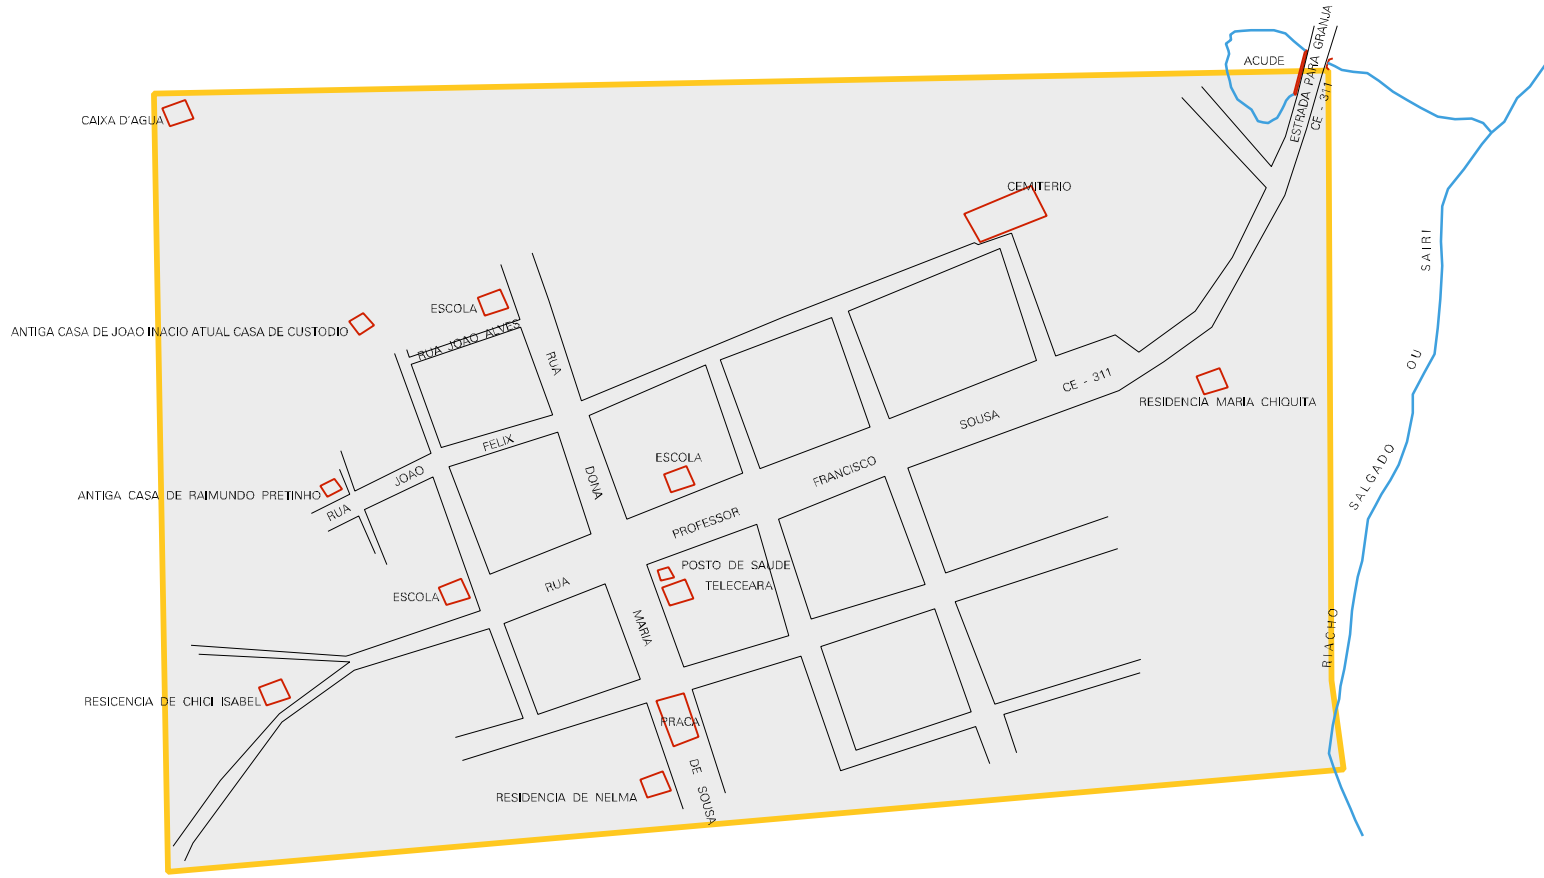 ACUDE
ESTRADA PARA GRANJA
CE - 311
CAIXA D'AGUA
CEMITERIO
SAIRI
ESCOLA
ANTIGA CASA DE JOAO INACIO ATUAL CASA DE CUSTODIO
RUA JOAO ALVES
RUA
OU
CE - 311
RESIDENCIA MARIA CHIQUITA
SOUSA
FELIX
ESCOLA
JOAO
FRANCISCO
DONA
SALGADO
ANTIGA CASA DE RAIMUNDO PRETINHO
RUA
PROFESSOR
POSTO DE SAUDE
TELECEARA
RUA
ESCOLA
MARIA
RIACHO
RESICENCIA DE CHICI ISABEL
PRACA
DE SOUSA
RESIDENCIA DE NELMA